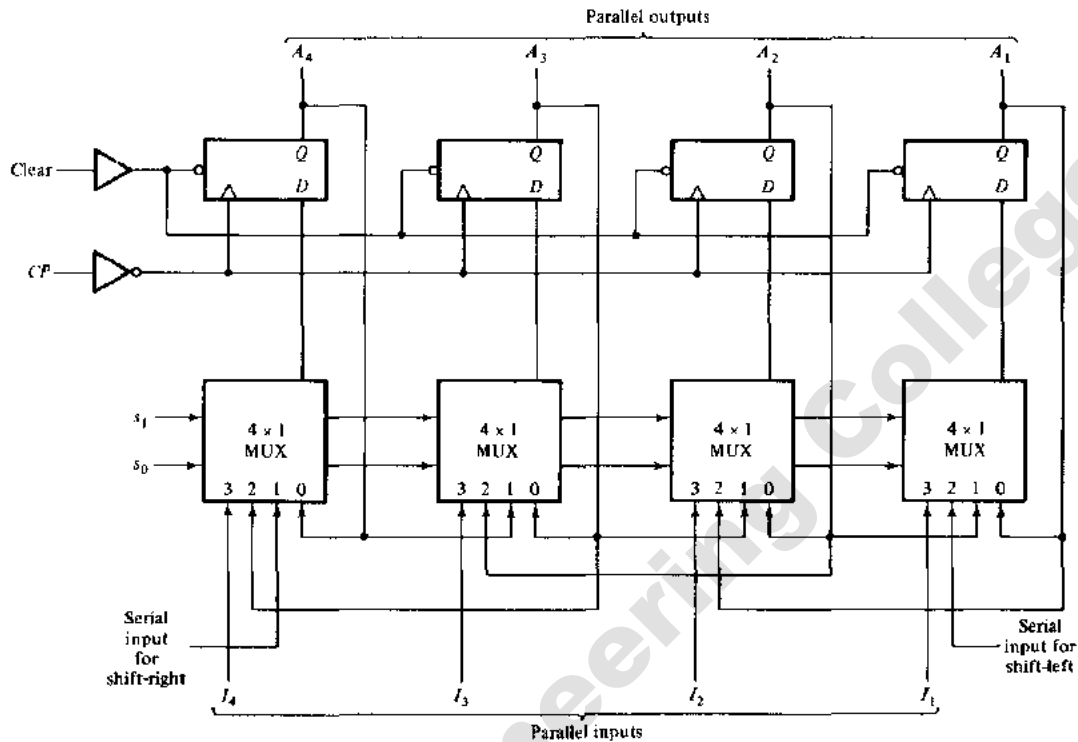 Parallel outputs
A4 A3 A2 A1
Q Q Q Q
Clear
D D D D
CP
s1
4 × 1 4 × 1 4 × 1 4 × 1
MUX MUX MUX MUX
s0
3 2 1 0 3 2 1 0 3 2 1 0 3 2 1 0
Serial
input
for
shift-right
Serial
input for
shift-left
I4 I3 I2 I1
Parallel inputs
eering College